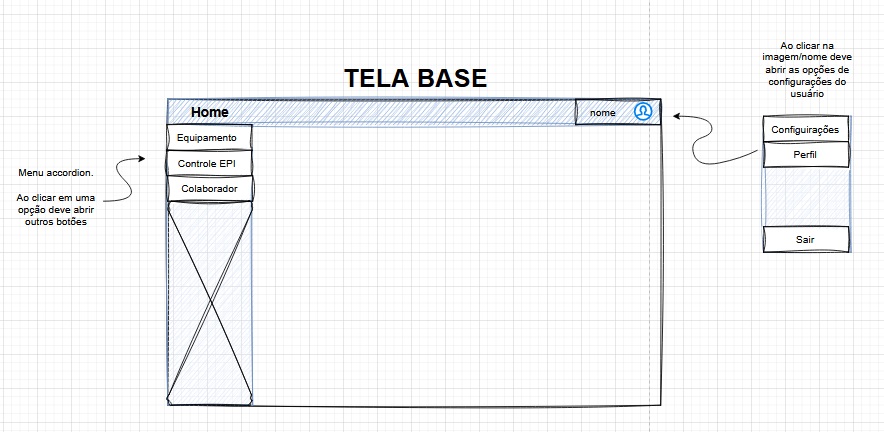 TELA BASE
Home
nome
Equipamento
Controle EPI
Colaborador
Menu accordion.
Ao clicar em uma
opção deve abrir
outros botões
Ao clicar na
imagem/nome deve
abrir as opções de
configurações do
usuário
Configuirações
Perfil
Sair